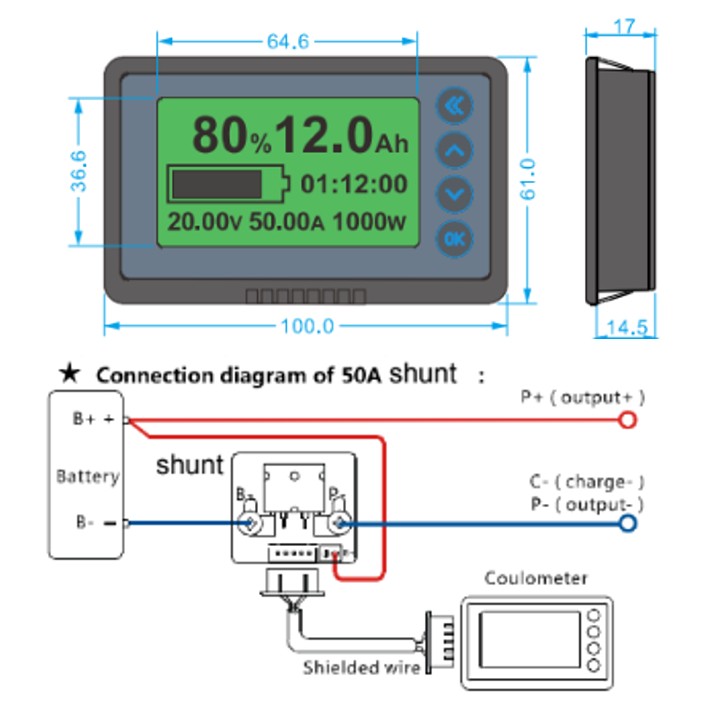 64.6
17
36.6
80%12.0Ah
01:12:00
20.00V 50.00A 1000W
OK
61.0
100.0
14.5
★ Connection diagram of 50A shunt :
P+ ( output+ )
B+ +
shunt
Battery
B-
P-
C- ( charge- )
P- ( output- )
B- −
Coulometer
Shielded wire